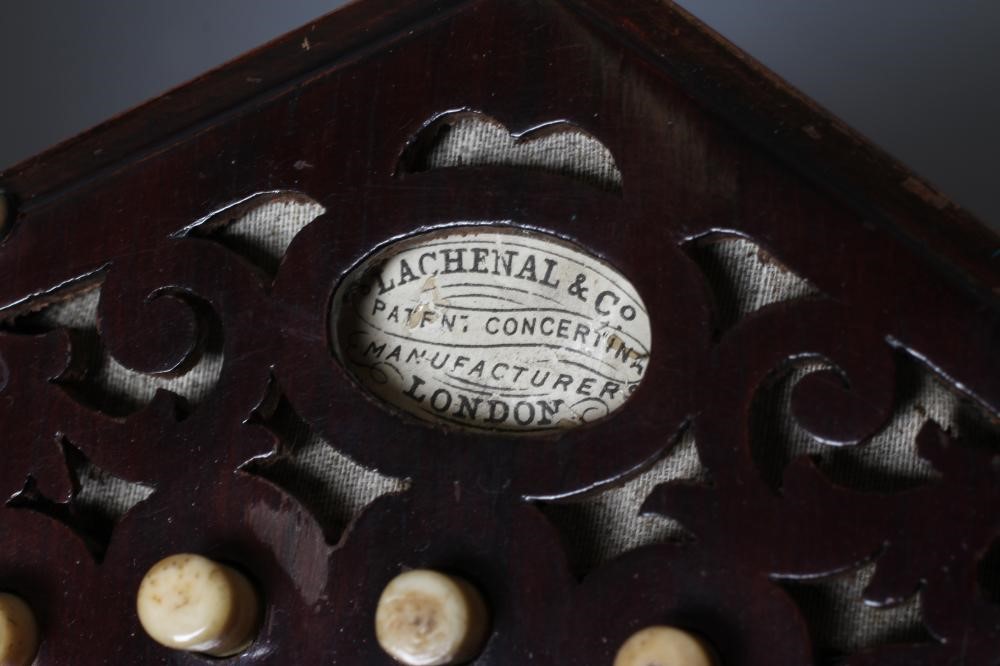 LACHENAL & Co
PATENT CONCERTINA
MANUFACTURERS
LONDON